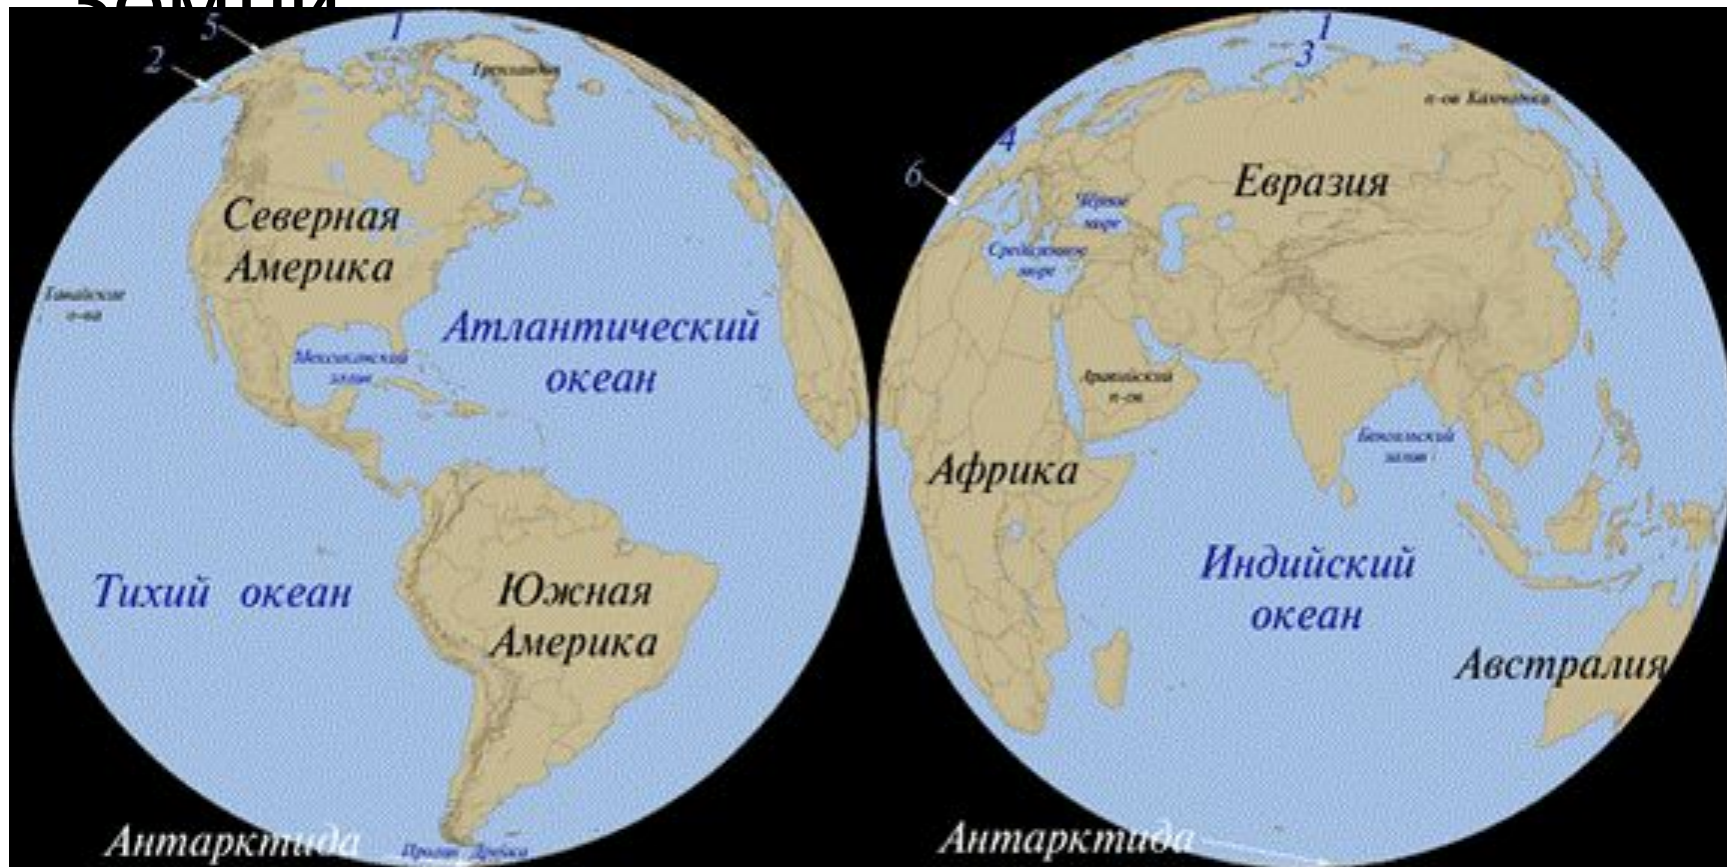 земли
5
1
2
Гренландия
Северная
Америка
Гавайские
о-ва
Атлантический
океан
Мексиканский
залив
Тихий океан
Южная
Америка
Антарктида
Пролив Дрейка
1
3
п-ов Камчатка
4
6
Евразия
Чёрное
море
Средиземное
море
Аравийский
п-ов
Бенгальский
залив
Африка
Индийский
океан
Австралия
Антарктида